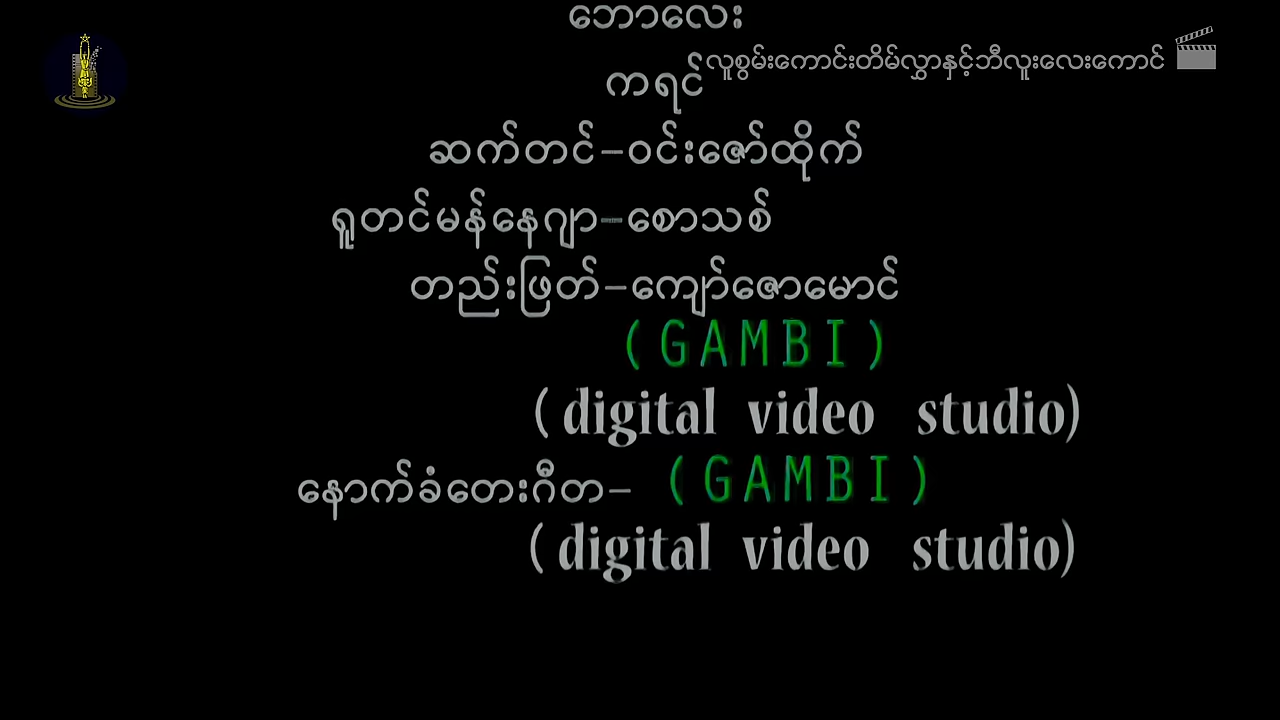 ဘောလေး
လူစွမ်းကောင်းတိမ်လွှာနှင့်ဘီလူးလေးကောင်
ကရင်
ဆက်တင်-ဝင်းဇော်ထိုက်
ရှုတင်မန်နေဂျာ-စောသစ်
တည်းဖြတ်-ကျော်ဇောမောင်
(GAMBI)
(digital video studio)
နောက်ခံတေးဂီတ- (GAMBI)
(digital video studio)